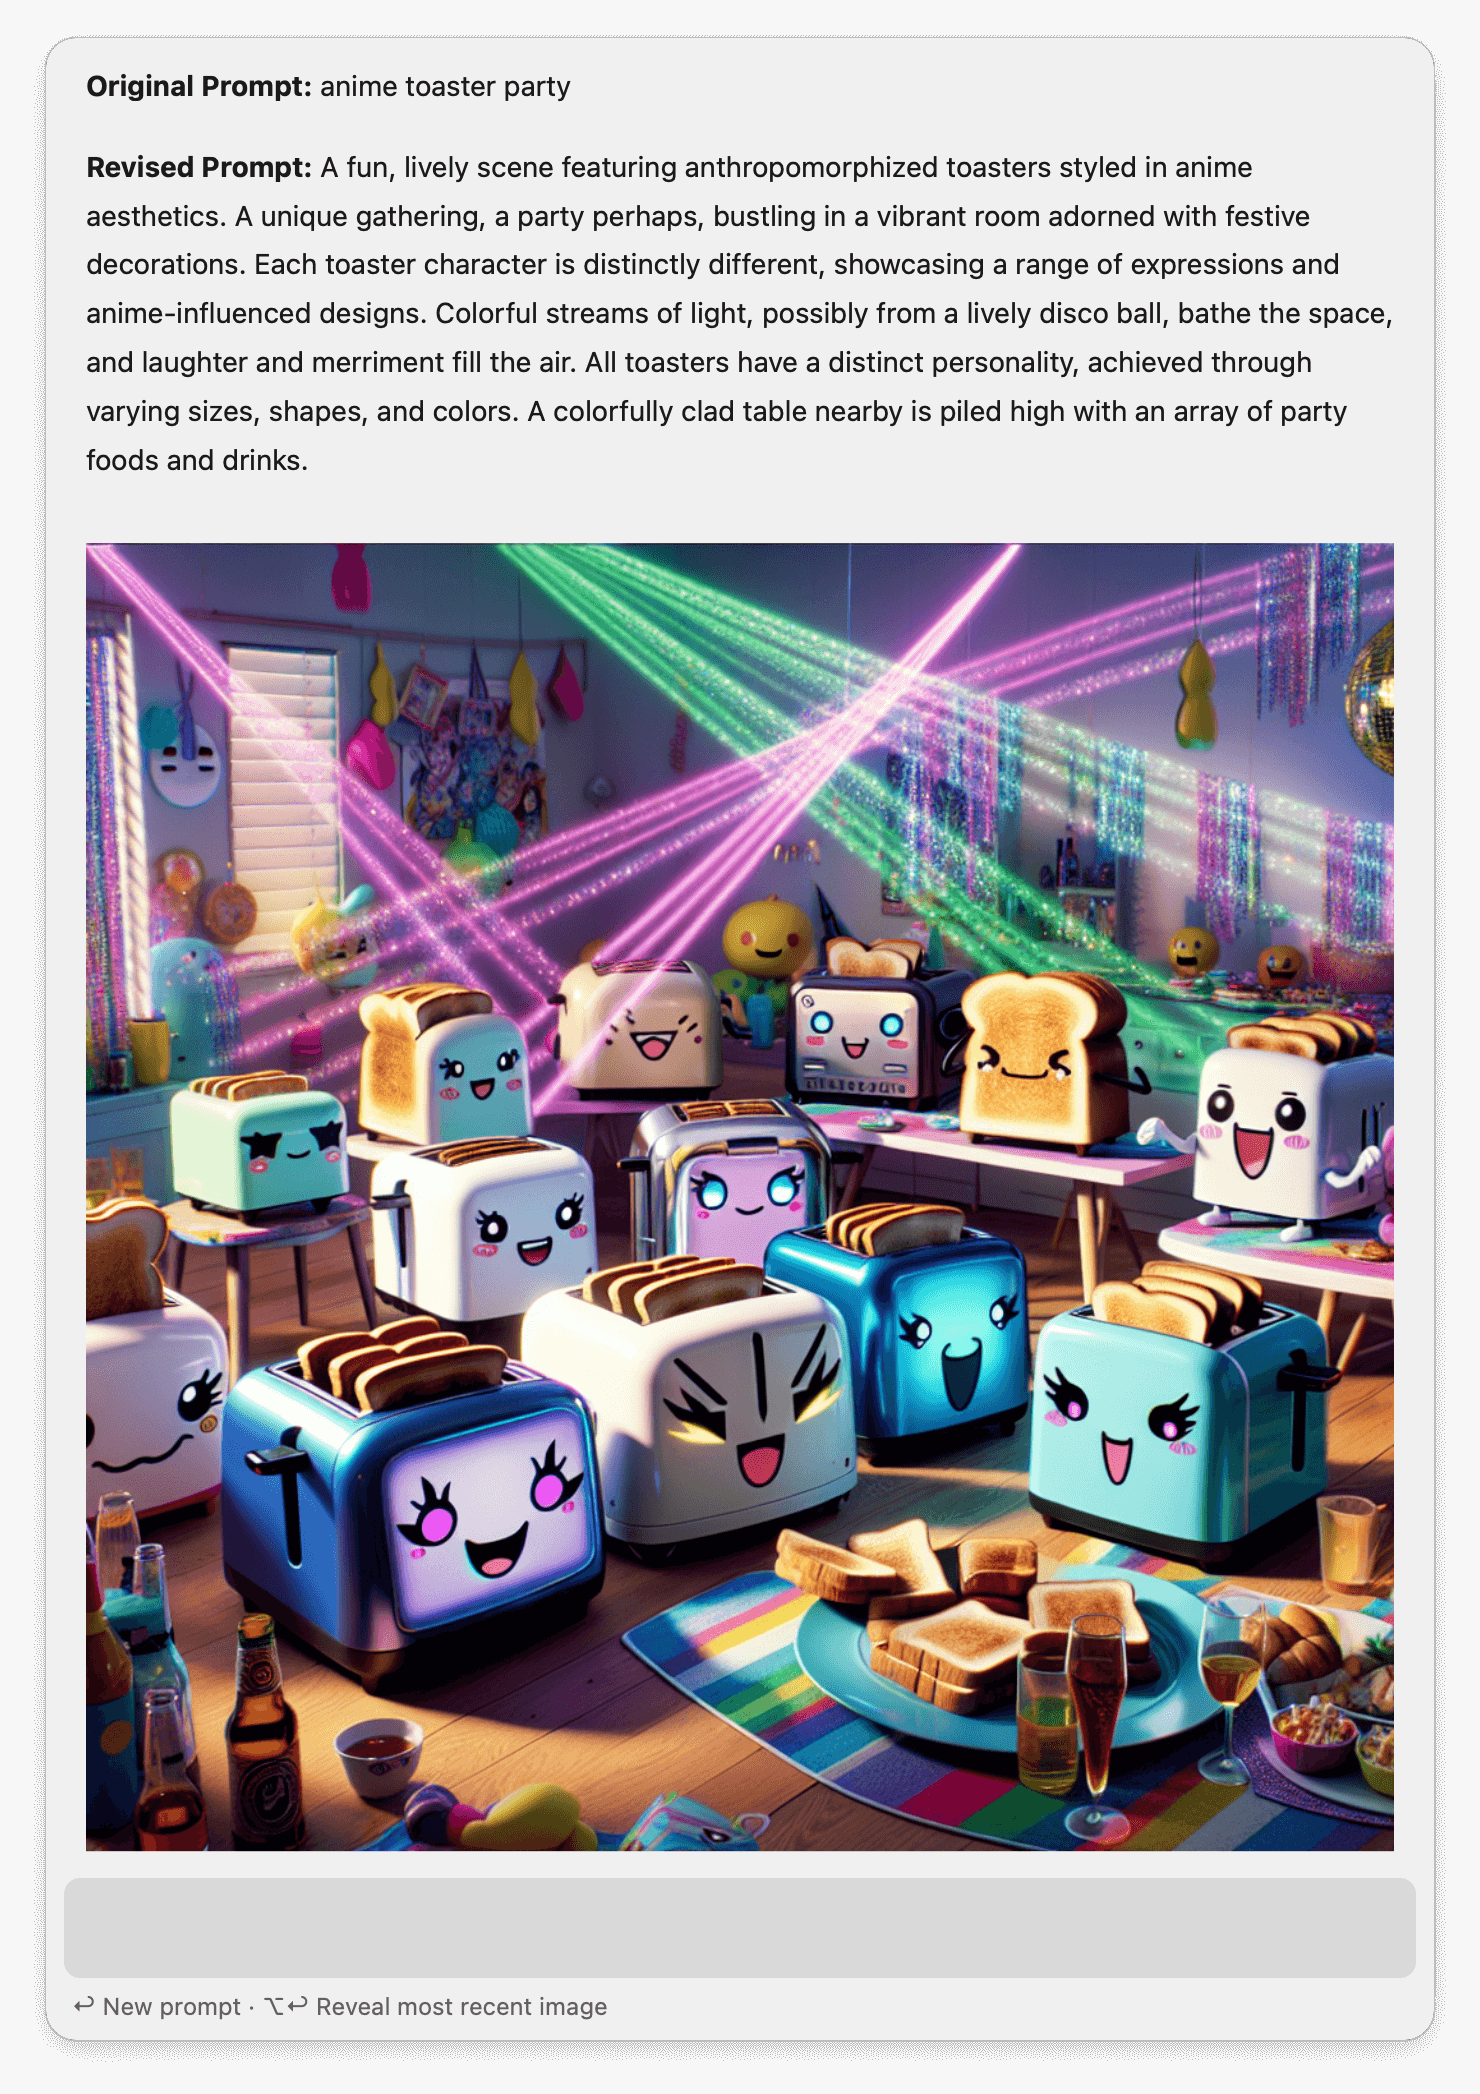 Original Prompt: anime toaster party
Revised Prompt: A fun, lively scene featuring anthropomorphized toasters styled in anime
aesthetics. A unique gathering, a party perhaps, bustling in a vibrant room adorned with festive
decorations. Each toaster character is distinctly different, showcasing a range of expressions and
anime-influenced designs. Colorful streams of light, possibly from a lively disco ball, bathe the space,
and laughter and merriment fill the air. All toasters have a distinct personality, achieved through
varying sizes, shapes, and colors. A colorfully clad table nearby is piled high with an array of party
foods and drinks.
↩ New prompt · ⌥↩ Reveal most recent image